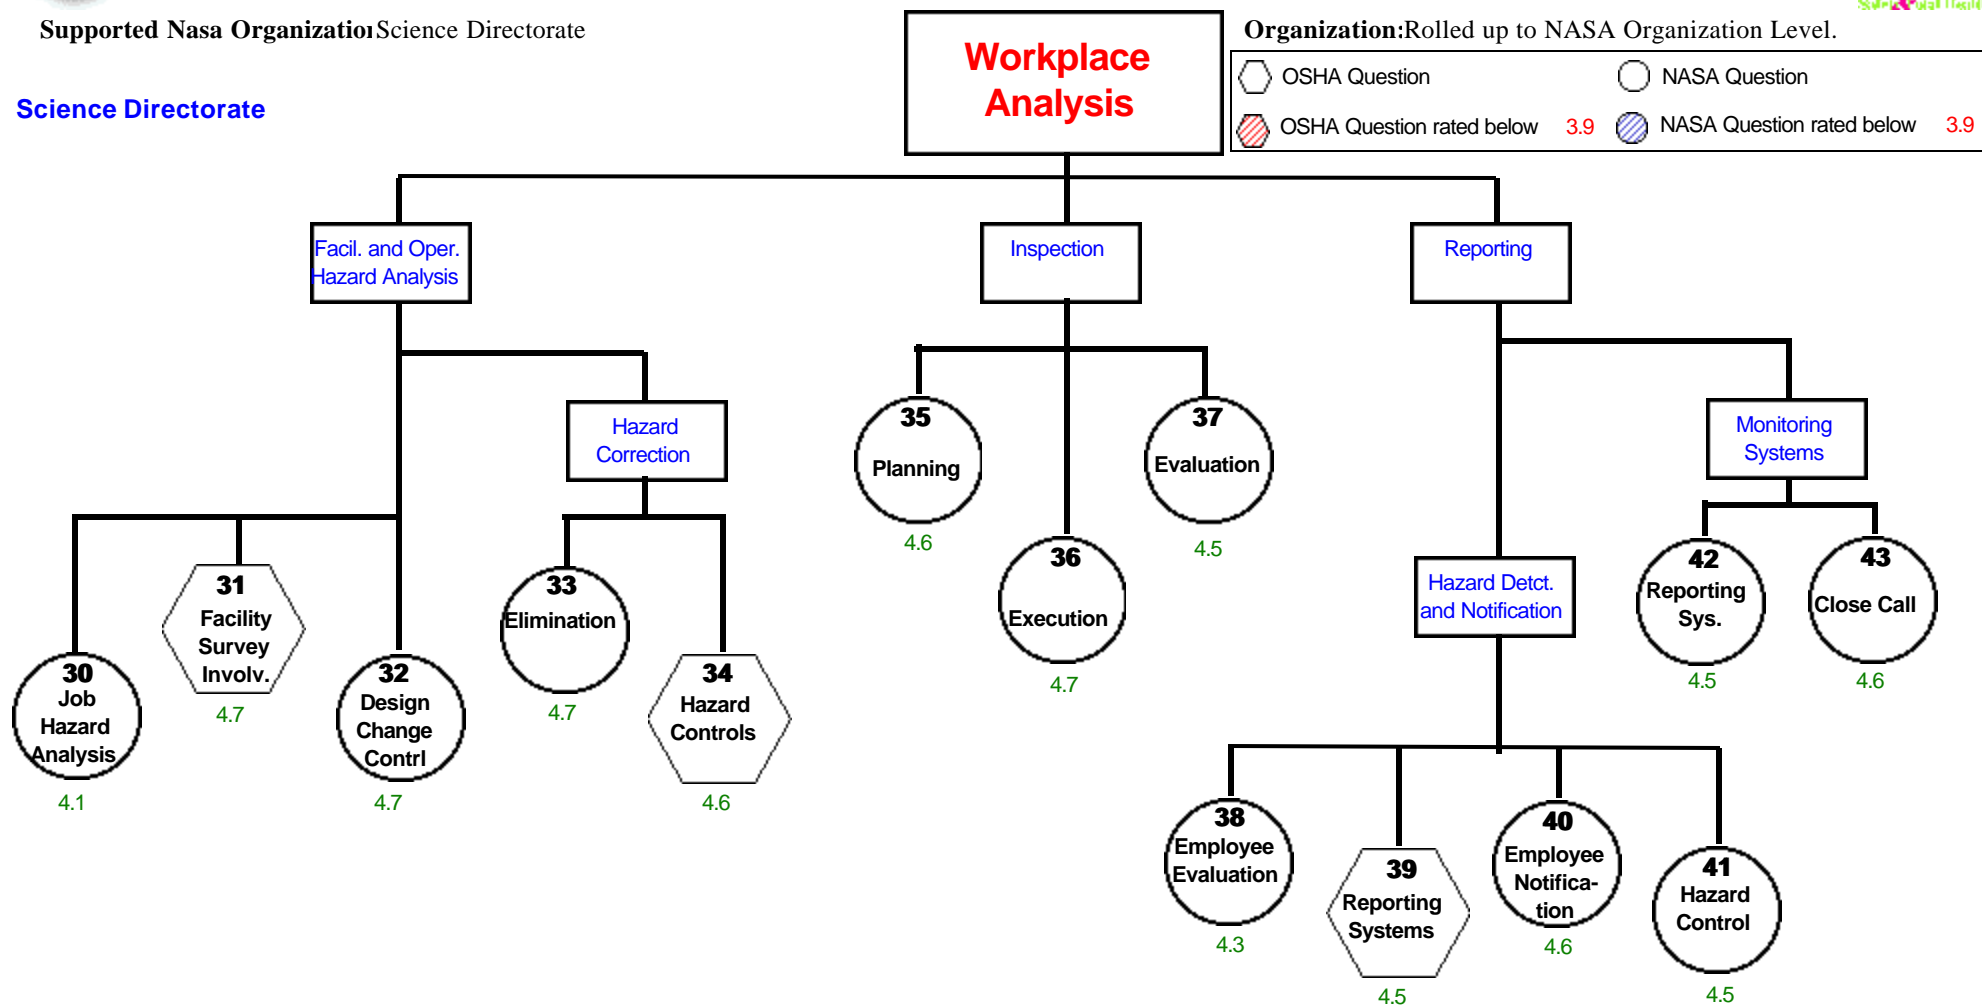 Supported Nasa Organization Science Directorate
Organization:Rolled up to NASA Organization Level.
Science Directorate
Workplace
Analysis
OSHA Question
NASA Question
OSHA Question rated below 3.9
NASA Question rated below 3.9
Facil. and Oper.
Hazard Analysis
Inspection
Reporting
Hazard
Correction
Monitoring
Systems
Hazard Detct.
and Notification
30
Job
Hazard
Analysis
4.1
31
Facility
Survey
Involv.
4.7
32
Design
Change
Contrl
4.7
33
Elimination
4.7
34
Hazard
Controls
4.6
35
Planning
4.6
36
Execution
4.7
37
Evaluation
4.5
38
Employee
Evaluation
4.3
39
Reporting
Systems
4.5
40
Employee
Notifica-
tion
4.6
41
Hazard
Control
4.5
42
Reporting
Sys.
4.5
43
Close Call
4.6